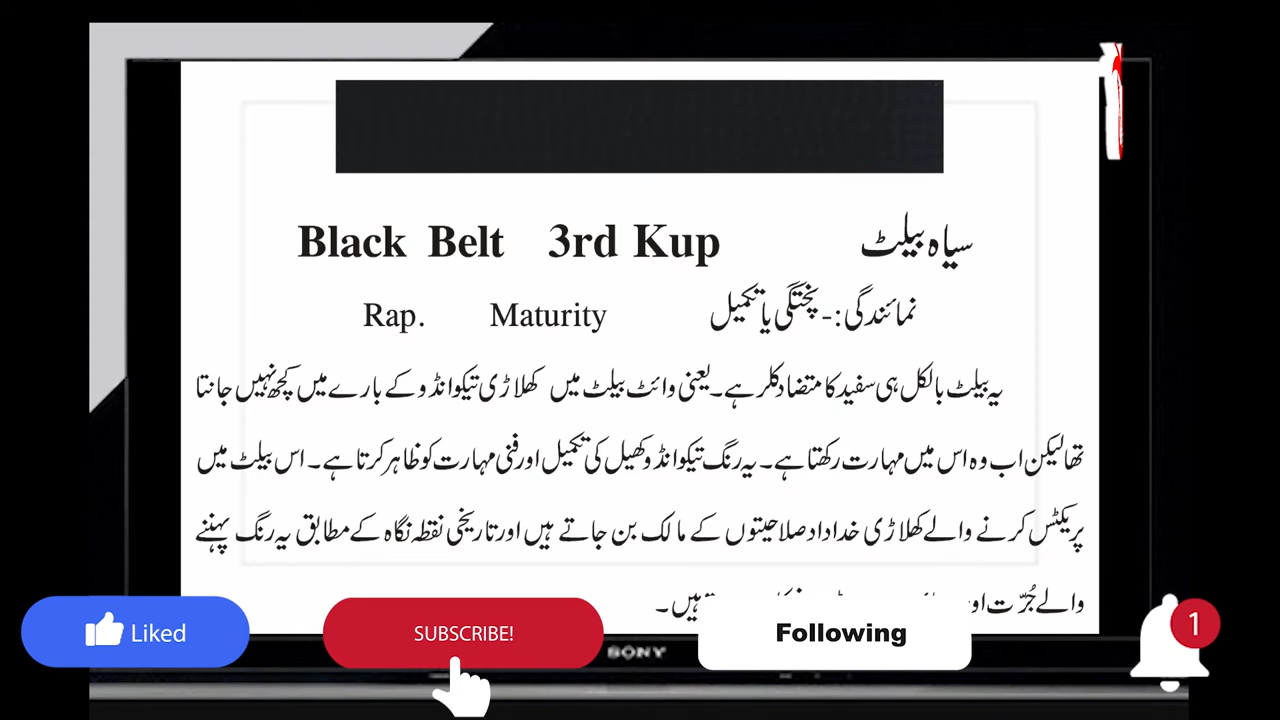 Black Belt 3rd Kup سیاہ بیلٹ
Rap. Maturity نمائندگی:- پختگی یا تکمیل
یہ بیلٹ بالکل ہی سفید کا متضاد کلر ہے۔ یعنی وائٹ بیلٹ میں کھلاڑی تیکوانڈو کے بارے میں کچھ نہیں جانتا
تھا لیکن اب وہ اس میں مہارت رکھتا ہے۔ یہ رنگ تیکوانڈو کھیل کی تکمیل اور فنی مہارت کو ظاہر کرتا ہے۔ اس بیلٹ میں
پریکٹس کرنے والے کھلاڑی خداداد صلاحیتوں کے مالک بن جاتے ہیں اور تاریخی نقطہ نگاہ کے مطابق یہ رنگ پہننے
والے جُرّت ہیں۔
Liked
SUBSCRIBE!
Following
1
SONY